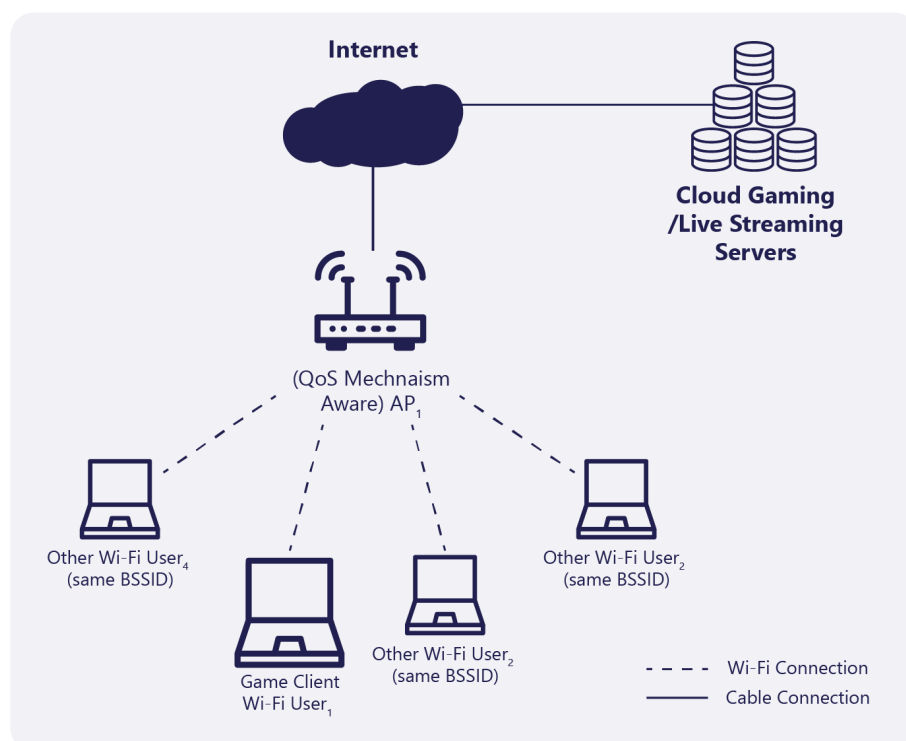 Internet
Cloud Gaming
/Live Streaming
Servers
(QoS Mechnaism
Aware) AP₁
Other Wi-Fi User₄
(same BSSID)
Other Wi-Fi User₂
(same BSSID)
Game Client
Wi-Fi User₁
Other Wi-Fi User₂
(same BSSID)
Wi-Fi Connection
Cable Connection